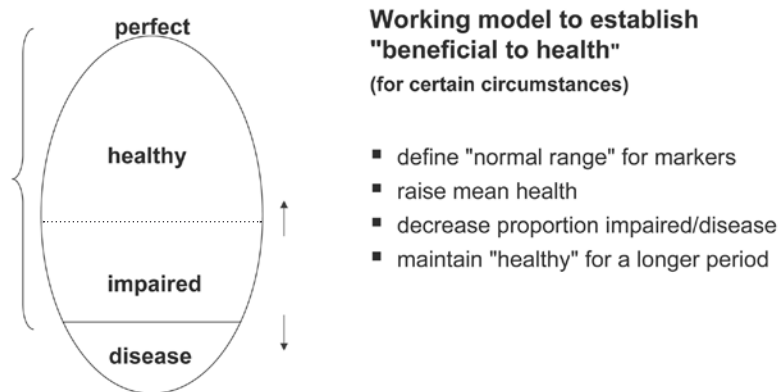 perfect
healthy
impaired
disease
Working model to establish
"beneficial to health"
(for certain circumstances)
▪ define "normal range" for markers
▪ raise mean health
▪ decrease proportion impaired/disease
▪ maintain "healthy" for a longer period